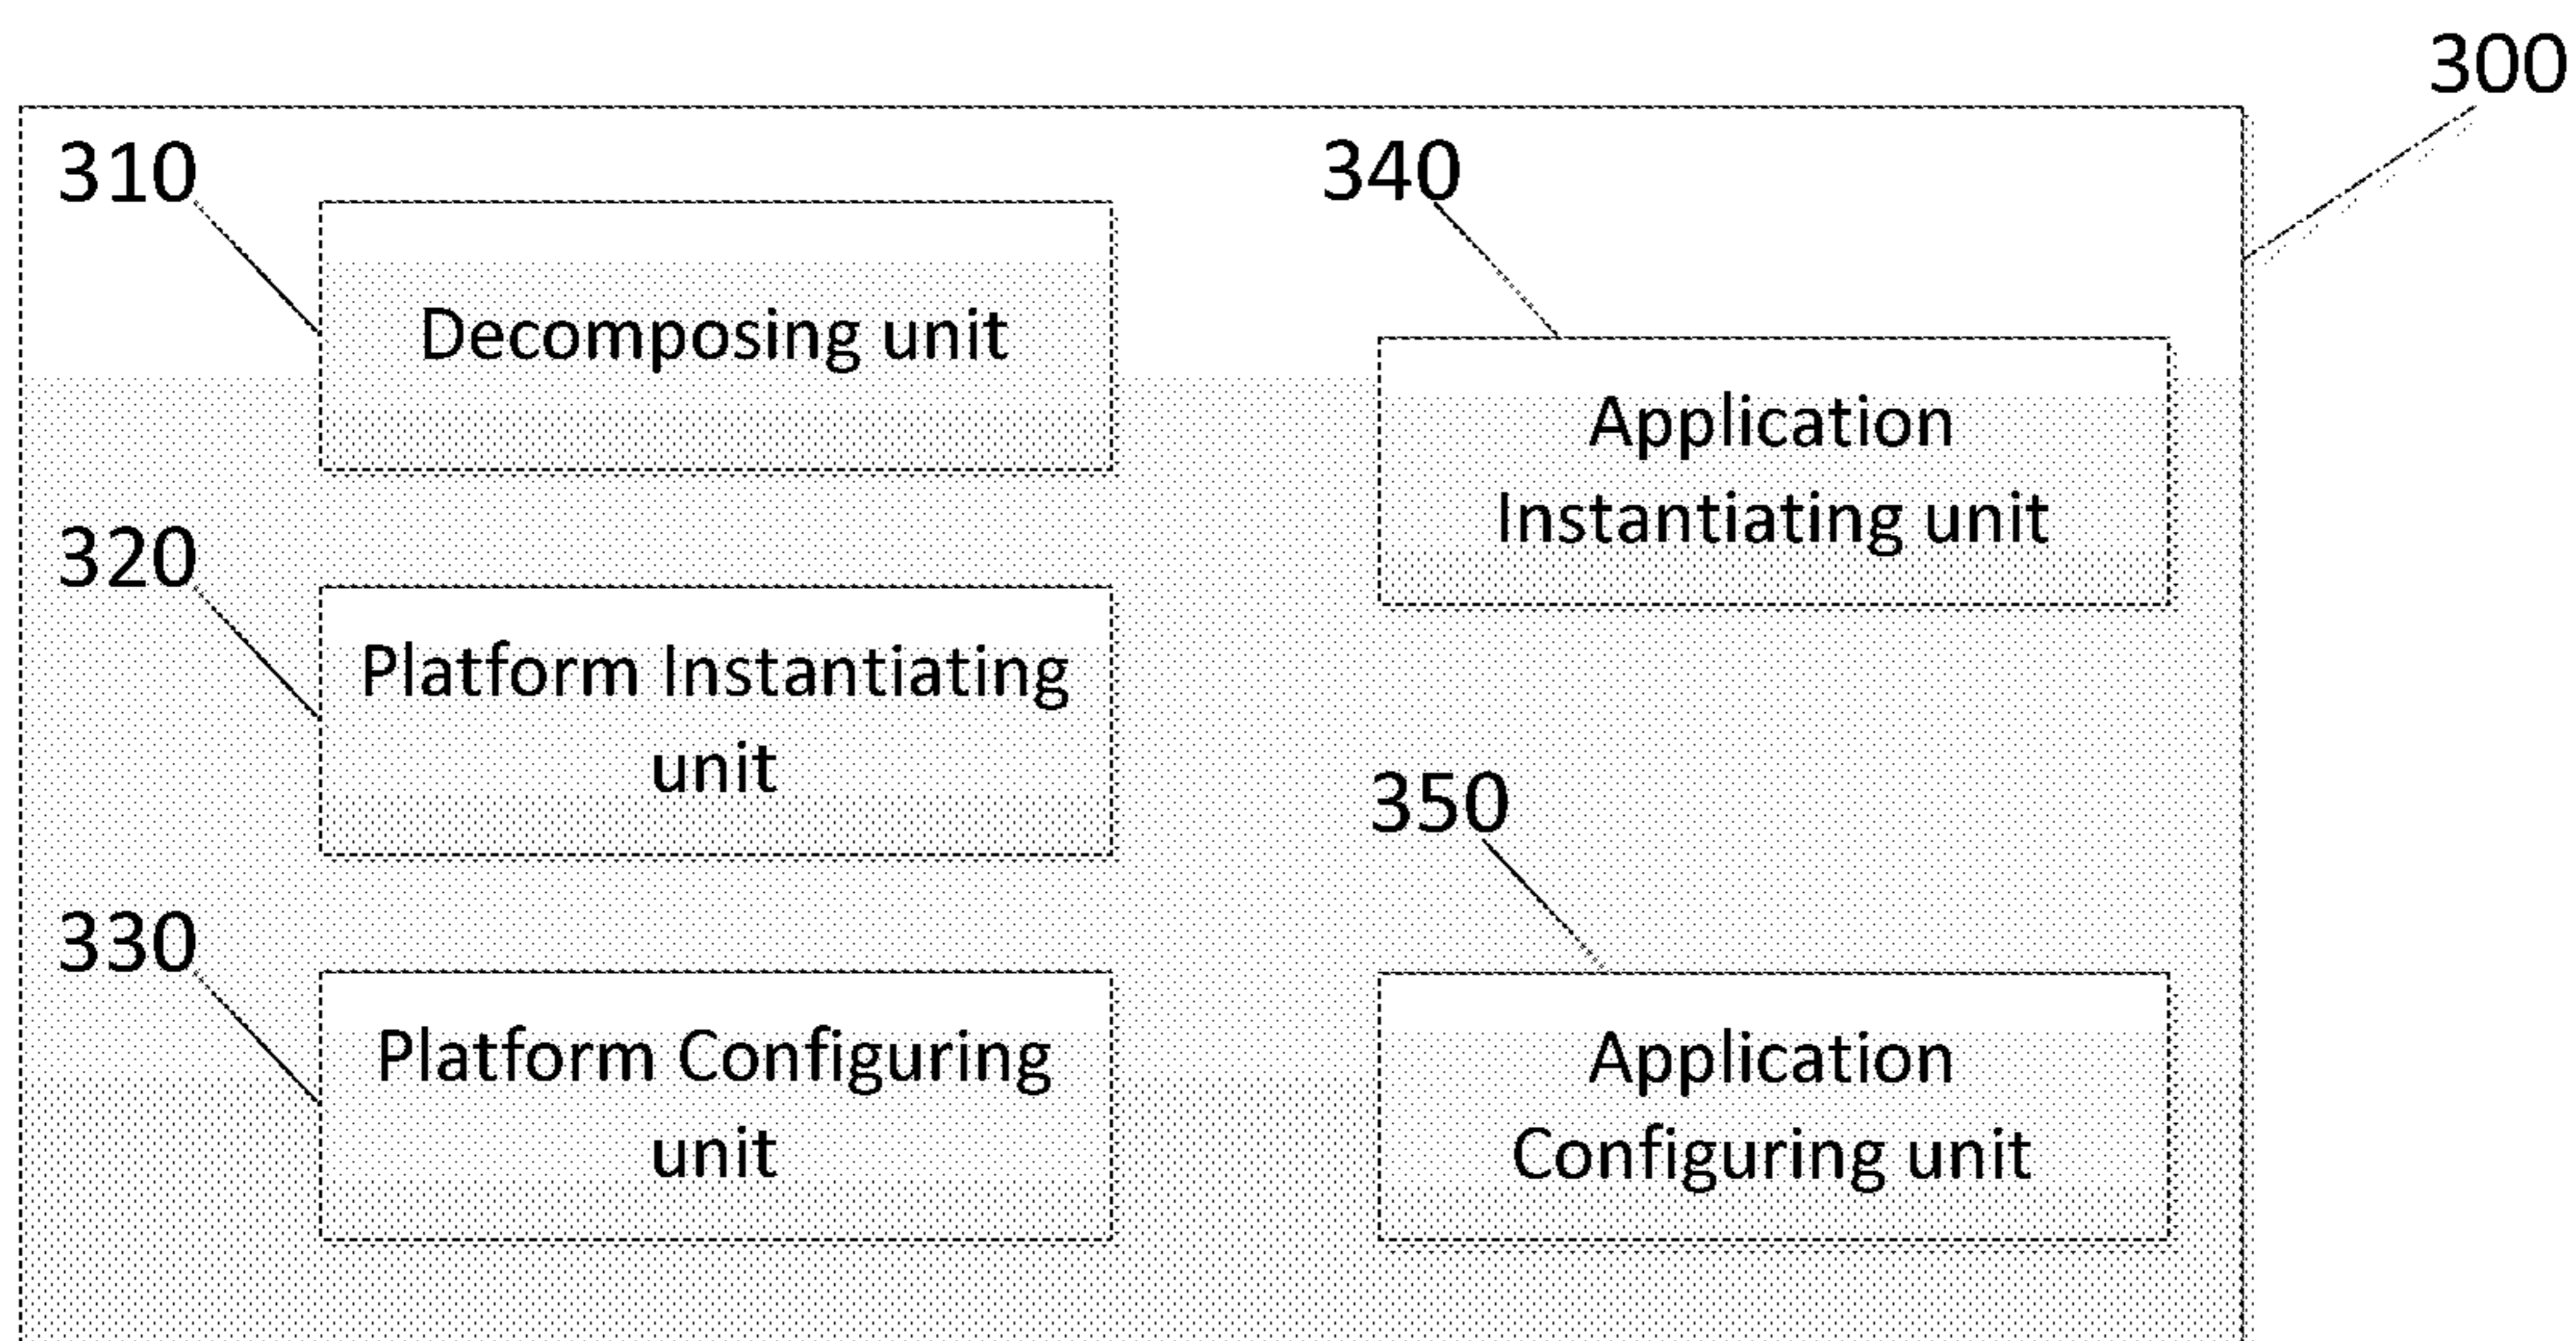 300
310
Decomposing unit
320
Platform Instantiating
unit
330
Platform Configuring
unit
340
Application
Instantiating unit
350
Application
Configuring unit